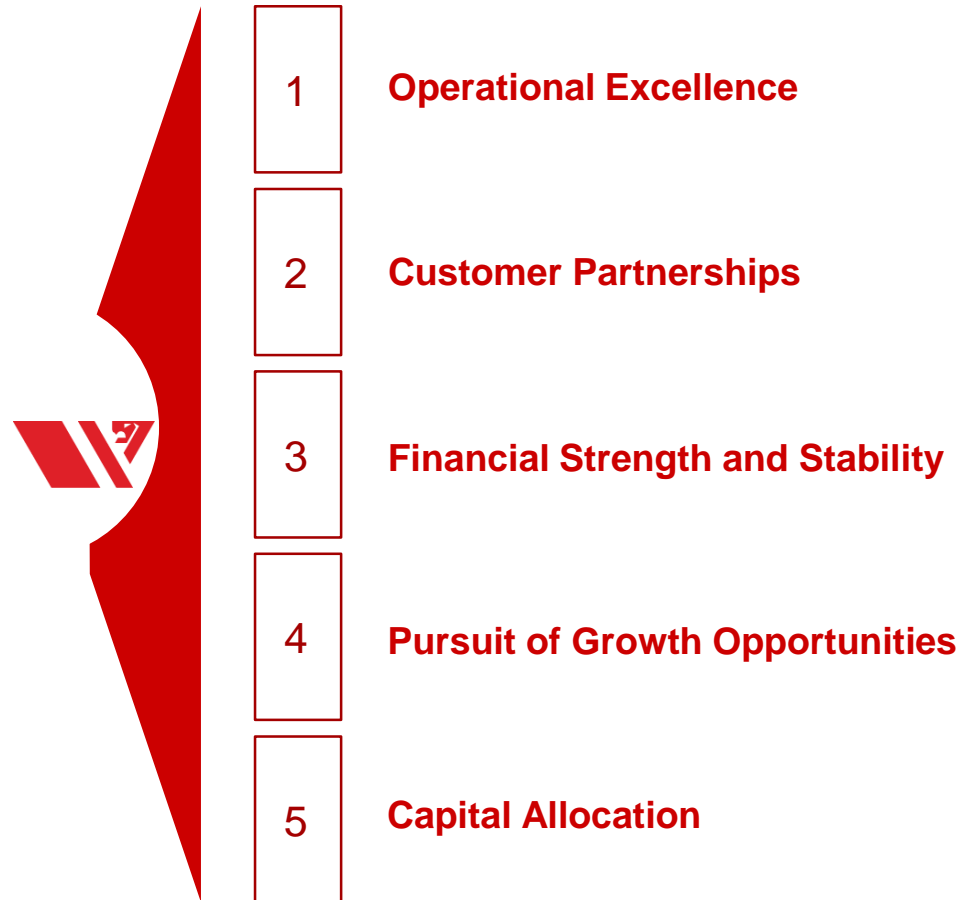 1 Operational Excellence
2 Customer Partnerships
3 Financial Strength and Stability
4 Pursuit of Growth Opportunities
5 Capital Allocation